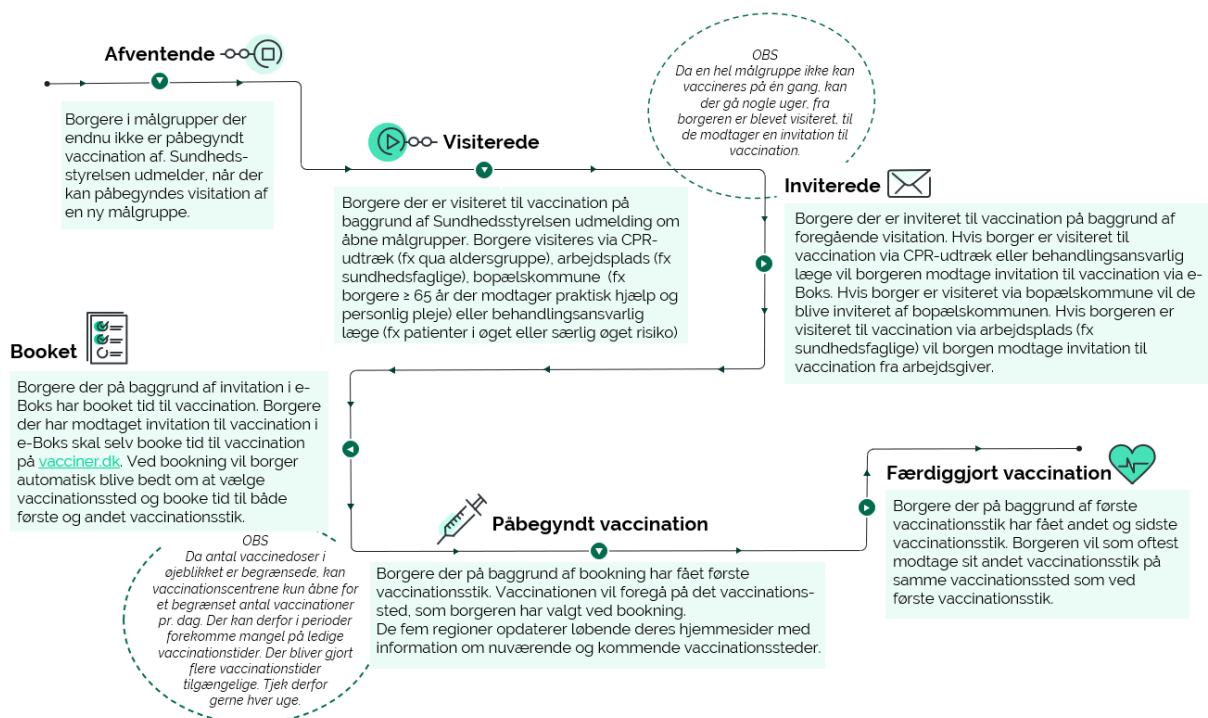 Afventende
Borgere i målgrupper der
endnu ikke er påbegyndt
vaccination af. Sundheds-
styrelsen udmelder, når der
kan påbegyndes visitation af
en ny målgruppe.
Visiterede
Borgere der er visiteret til vaccination på
baggrund af Sundhedsstyrelsen udmelding om
åbne målgrupper. Borgere visiteres via CPR-
udtræk (fx qua aldersgruppe), arbejdsplads (fx
sundhedsfaglige), bopælskommune (fx
borgere ≥ 65 år der modtager praktisk hjælp og
personlig pleje) eller behandlingsansvarlig
læge (fx patienter i øget eller særlig øget risiko)
OBS
Da en hel målgruppe ikke kan
vaccineres på én gang, kan
der gå nogle uger, fra
borgeren er blevet visiteret, til
de modtager en invitation til
vaccination.
Inviterede
Borgere der er inviteret til vaccination på baggrund af
foregående visitation. Hvis borger er visiteret til
vaccination via CPR-udtræk eller behandlingsansvarlig
læge vil borgeren modtage invitation til vaccination via e-
Boks. Hvis borger er visiteret via bopælskommune vil de
blive inviteret af bopælskommunen. Hvis borgeren er
visiteret til vaccination via arbejdsplads (fx
sundhedsfaglige) vil borgen modtage invitation til
vaccination fra arbejdsgiver.
Booket
Borgere der på baggrund af invitation i e-
Boks har booket tid til vaccination. Borgere
der har modtaget invitation til vaccination i
e-Boks skal selv booke tid til vaccination
på vacciner.dk. Ved bookning vil borger
automatisk blive bedt om at vælge
vaccinationssted og booke tid til både
første og andet vaccinationsstik.
OBS
Da antal vaccinedoser i
øjeblikket er begrænsede, kan
vaccinationscentrene kun åbne for
et begrænset antal vaccinationer
pr. dag. Der kan derfor i perioder
forekomme mangel på ledige
vaccinationstider. Der bliver gjort
flere vaccinationstider
tilgængelige. Tjek derfor
gerne hver uge.
Påbegyndt vaccination
Borgere der på baggrund af bookning har fået første
vaccinationsstik. Vaccinationen vil foregå på det vaccinations-
sted, som borgeren har valgt ved bookning.
De fem regioner opdaterer løbende deres hjemmesider med
information om nuværende og kommende vaccinationssteder.
Færdiggjort vaccination
Borgere der på baggrund af første
vaccinationsstik har fået andet og sidste
vaccinationsstik. Borgeren vil som oftest
modtage sit andet vaccinationsstik på
samme vaccinationssted som ved
første vaccinationsstik.